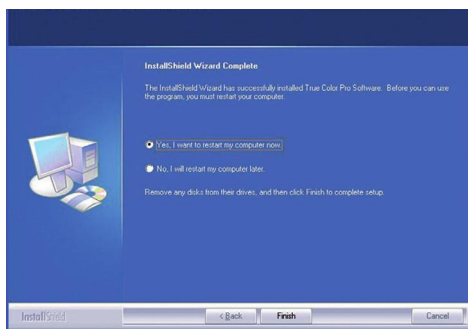 InstallShield Wizard Complete
The InstallShield Wizard has successfully installed True Color Pro Software. Before you can use
the program, you must restart your computer.
Yes, I want to restart my computer now.
No, I will restart my computer later.
Remove any disks from their drives, and then click Finish to complete setup.
InstallShield
< Back
Finish
Cancel